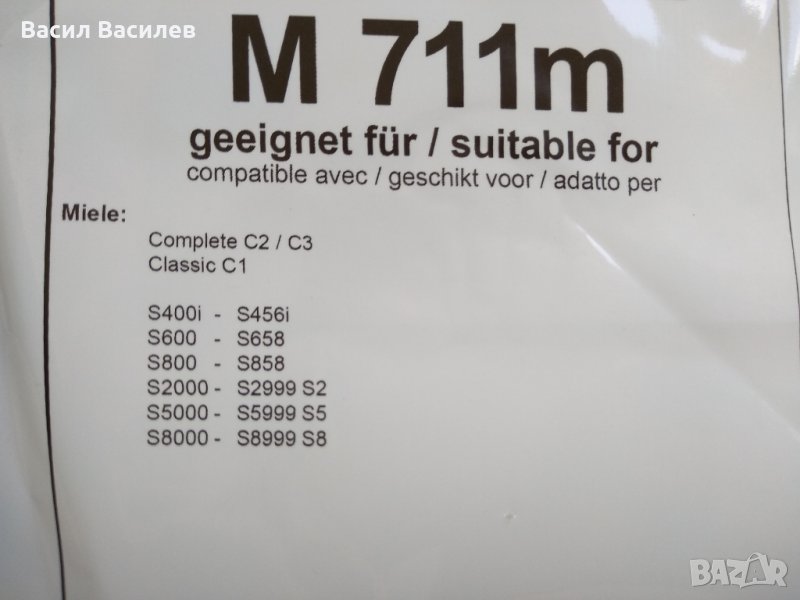 Васил Василев
M 711m
geeignet für / suitable for
compatible avec / geschikt voor / adatto per
Miele:
Complete C2 / C3
Classic C1
S400i - S456i
S600 - S658
S800 - S858
S2000 - S2999 S2
S5000 - S5999 S5
S8000 - S8999 S8
BAZAR